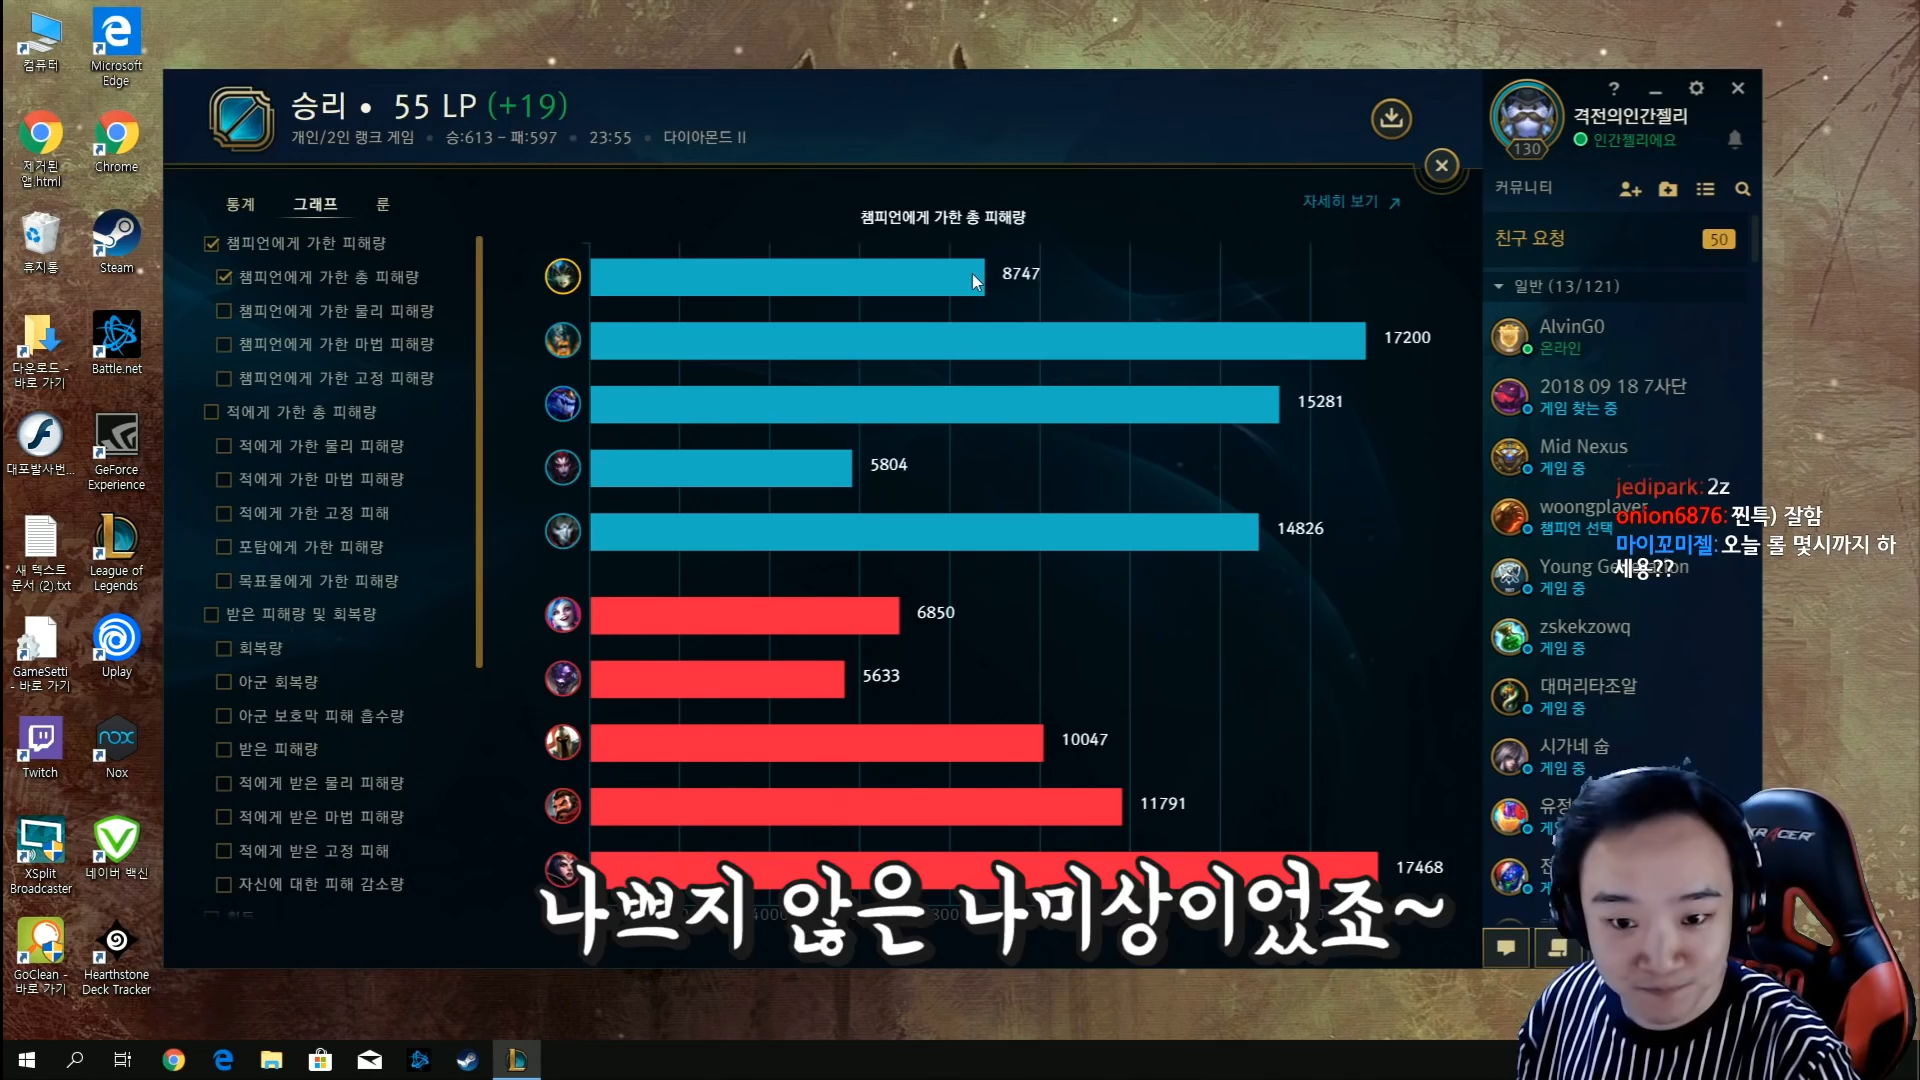 컴퓨터
Microsoft Edge
제거된 앱.html
Chrome
휴지통
Steam
다운로드 - 바로 가기
Battle.net
대포발사번...
GeForce Experience
새 텍스트 문서 (2).txt
League of Legends
GameSetti - 바로 가기
Uplay
Twitch
Nox
XSplit Broadcaster
네이버 백신
GoClean - 바로 가기
Hearthstone Deck Tracker
승리 • 55 LP (+19)
개인/2인 랭크 게임 • 승:613 - 패:597 • 23:55 • 다이아몬드 II
통계 그래프 룬
자세히 보기
챔피언에게 가한 피해량
챔피언에게 가한 총 피해량
챔피언에게 가한 물리 피해량
챔피언에게 가한 마법 피해량
챔피언에게 가한 고정 피해량
적에게 가한 총 피해량
적에게 가한 물리 피해량
적에게 가한 마법 피해량
적에게 가한 고정 피해
포탑에게 가한 피해량
목표물에게 가한 피해량
받은 피해량 및 회복량
회복량
아군 회복량
아군 보호막 피해 흡수량
받은 피해량
적에게 받은 물리 피해량
적에게 받은 마법 피해량
적에게 받은 고정 피해
자신에 대한 피해 감소량
챔피언에게 가한 총 피해량
8747
17200
15281
5804
14826
6850
5633
10047
11791
17468
나쁘지 않은 나미상이었죠~
격전의인간젤리
130
인간젤리에요
커뮤니티
친구 요청 50
일반 (13/121)
AlvinG0
온라인
2018 09 18 7사단
게임 찾는 중
Mid Nexus
게임 중
woongplayer
챔피언 선택
Young Generation
게임 중
zskekzowq
게임 중
대머리타조알
게임 중
시가네 숩
게임 중
유정
jedipark: 2z
onion6876: 찐특) 잘함
마이꼬미젤: 오늘 롤 몇시까지 하
세용??